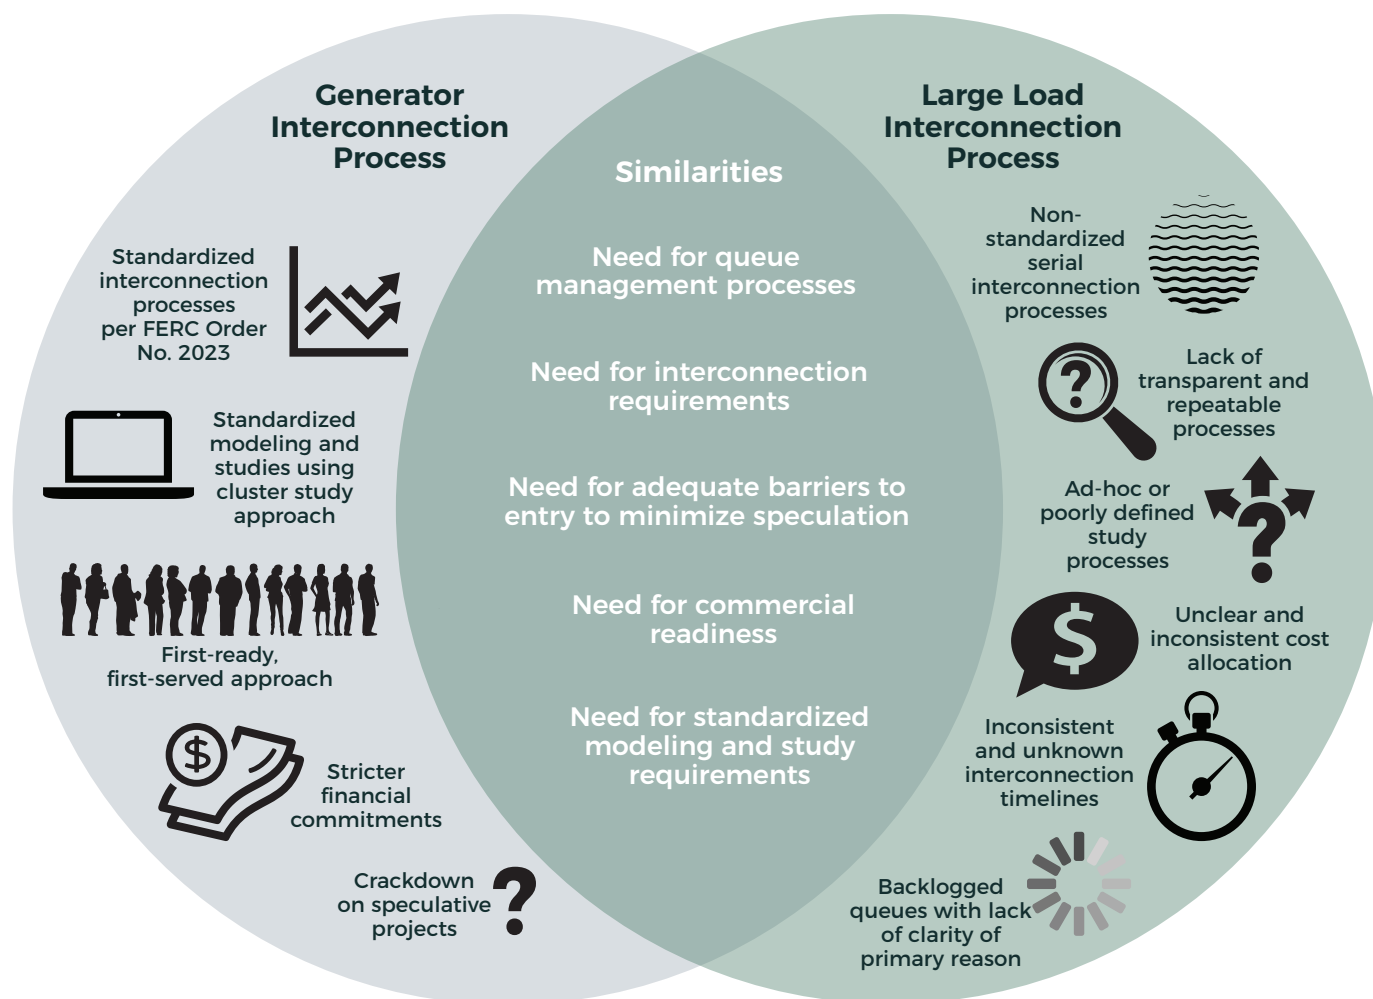 Generator
Interconnection
Process
Standardized
interconnection
processes
per FERC Order
No. 2023
Standardized
modeling and
studies using
cluster study
approach
First-ready,
first-served approach
$
Stricter
financial
commitments
Crackdown
on speculative
projects
?
Similarities
Need for queue
management processes
Need for interconnection
requirements
Need for adequate barriers to
entry to minimize speculation
Need for commercial
readiness
Need for standardized
modeling and study
requirements
Large Load
Interconnection
Process
Non-
standardized
serial
interconnection
processes
?
Lack of
transparent and
repeatable
processes
Ad-hoc or
poorly defined
study
processes
?
$
Unclear and
inconsistent cost
allocation
Inconsistent
and unknown
interconnection
timelines
Backlogged
queues with lack
of clarity of
primary reason